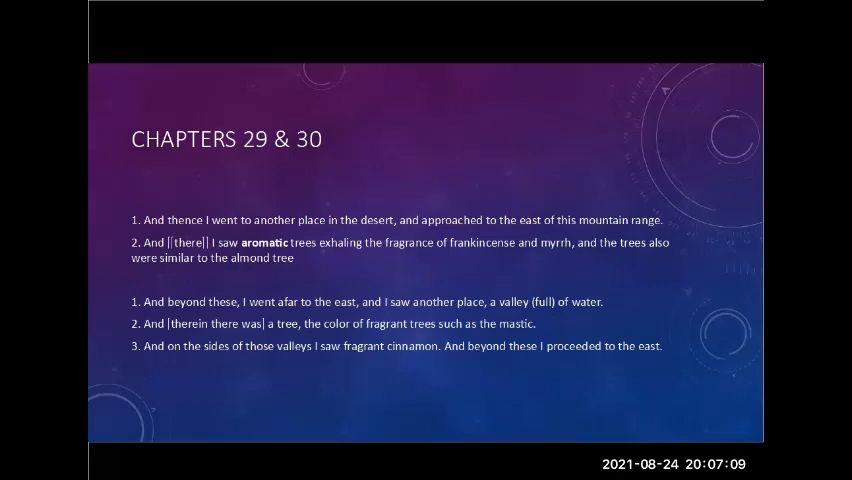 CHAPTERS 29 & 30
1. And thence I went to another place in the desert, and approached to the east of this mountain range.
2. And [[there]] I saw aromatic trees exhaling the fragrance of frankincense and myrrh, and the trees also
were similar to the almond tree
1. And beyond these, I went afar to the east, and I saw another place, a valley (full) of water.
2. And [therein there was] a tree, the color of fragrant trees such as the mastic.
3. And on the sides of those valleys I saw fragrant cinnamon. And beyond these I proceeded to the east.
2021-08-24 20:07:09